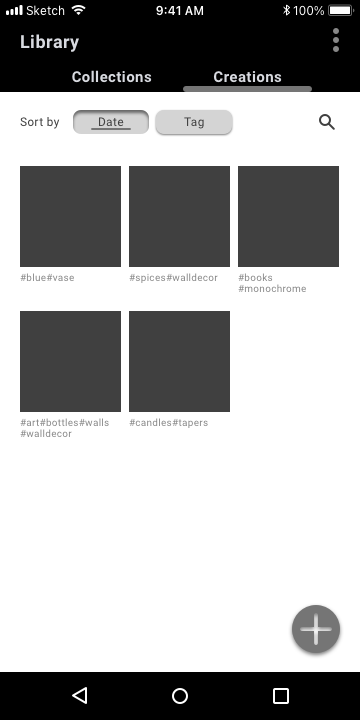 Sketch 9:41 AM 100%
Library
Collections Creations
Sort by Date Tag
#blue#vase #spices#walldecor #books
#monochrome
#art#bottles#walls #candles#tapers
#walldecor